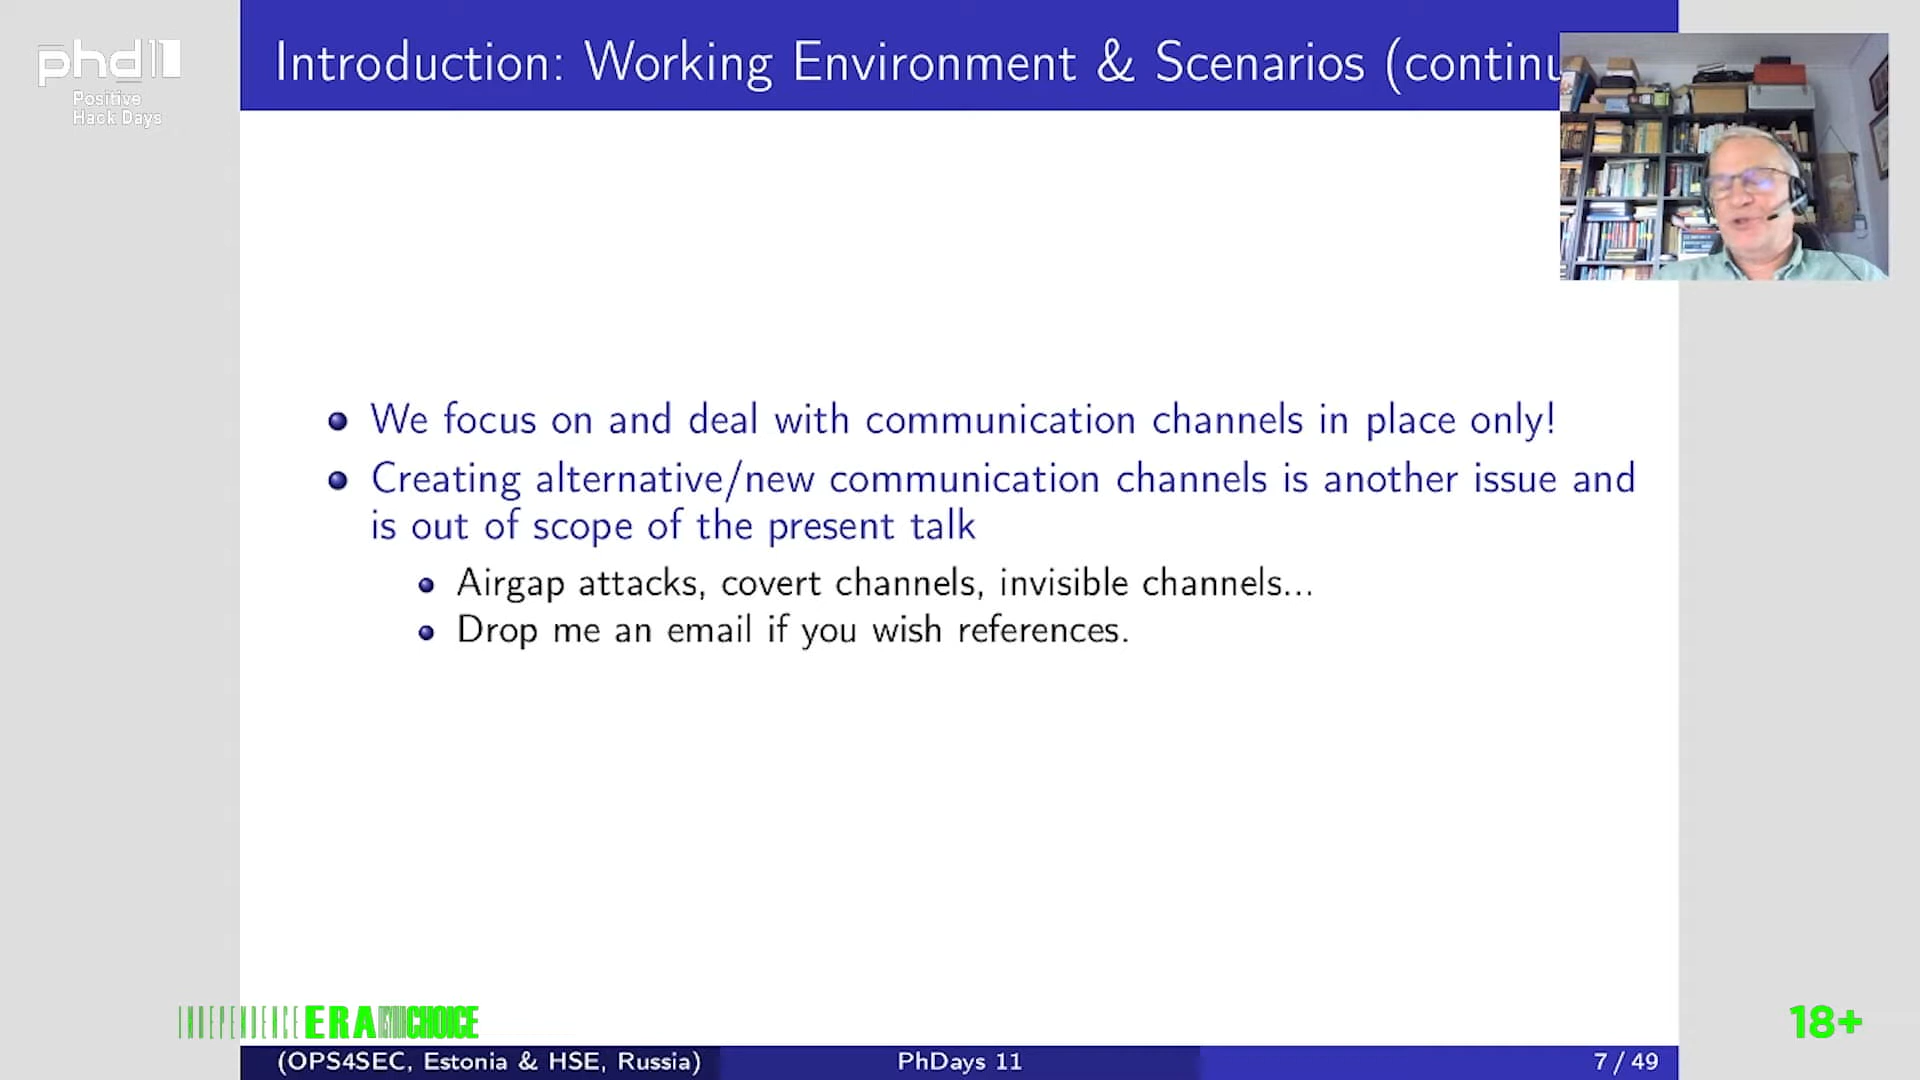 phd11
Positive
Hack Days
Introduction: Working Environment & Scenarios (continu
We focus on and deal with communication channels in place only!
Creating alternative/new communication channels is another issue and
is out of scope of the present talk
Airgap attacks, covert channels, invisible channels...
Drop me an email if you wish references.
INDEPENDENCE ERA CHOICE
18+
(OPS4SEC, Estonia & HSE, Russia)
PhDays 11
7 / 49